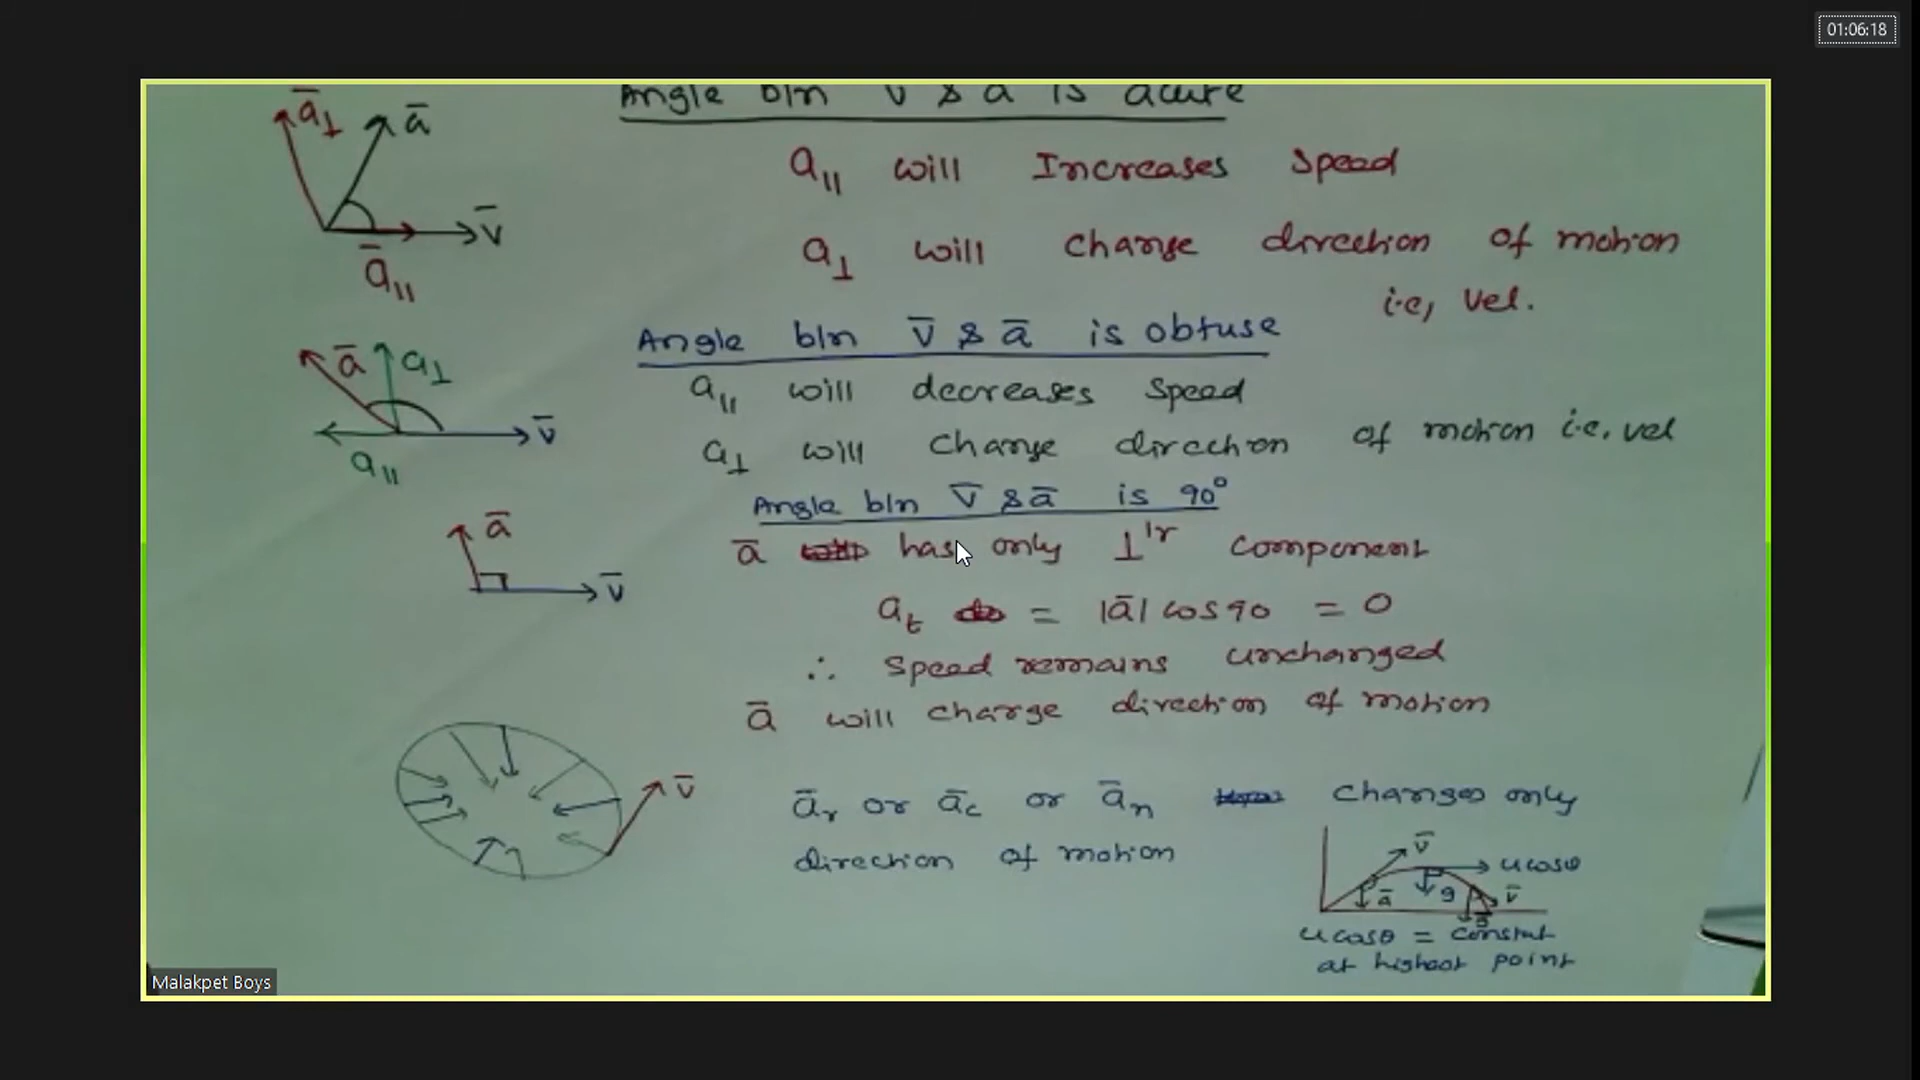 01:06:18
Angle b/n v̄ & ā is acute
ā⊥
ā
v̄
ā||
a|| will Increases Speed
a⊥ will change direction of motion
i.e, vel.
Angle b/n v̄ & ā is obtuse
ā
a⊥
v̄
a||
a|| will decreases Speed
a⊥ will change direction of motion i.e, vel
Angle b/n v̄ & ā is 90°
ā
v̄
ā has only ⊥'r component
at = |ā| cos 90 = 0
∴ Speed remains unchanged
ā will change direction of motion
v̄
ār or āc or ān changes only
direction of motion
v̄
u cosθ
ā
g
v̄
u cosθ = constant
at highest point
Malakpet Boys